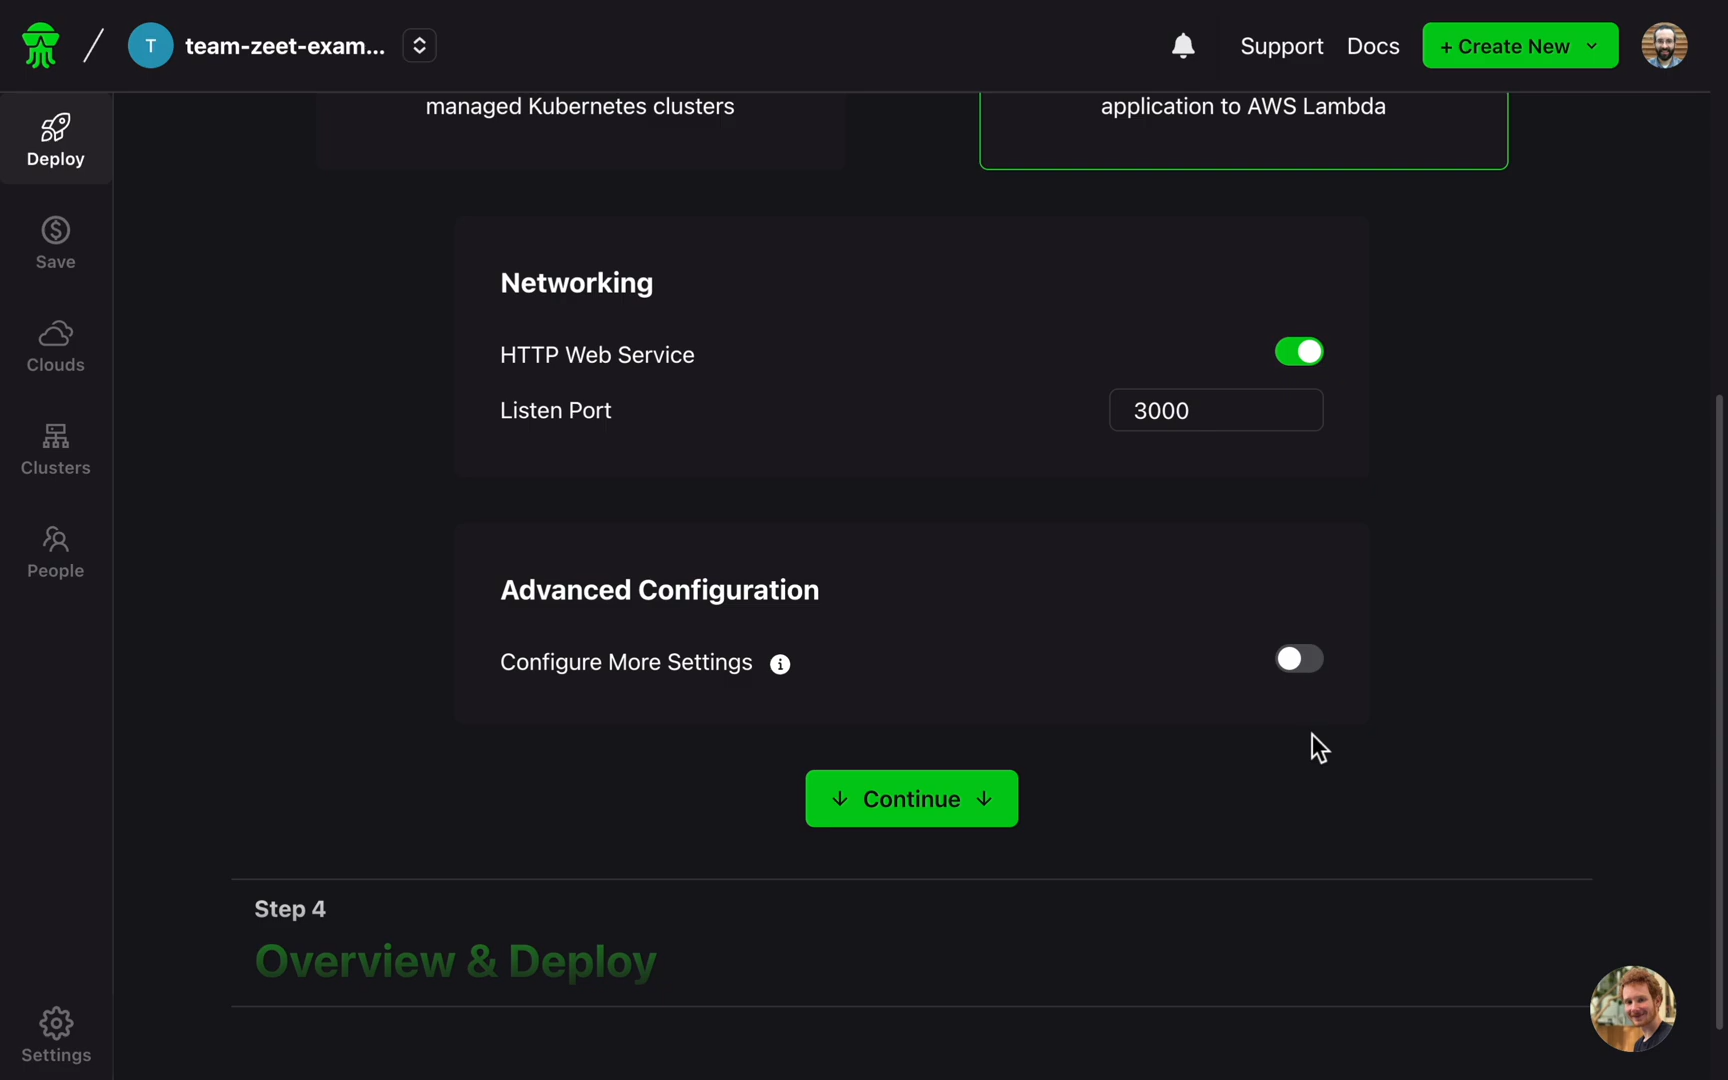 T team-zeet-exam...
Support Docs + Create New
Deploy
Save
Clouds
Clusters
People
Settings
managed Kubernetes clusters
application to AWS Lambda
Networking
HTTP Web Service
Listen Port 3000
Advanced Configuration
Configure More Settings i
↓ Continue ↓
Step 4
Overview & Deploy